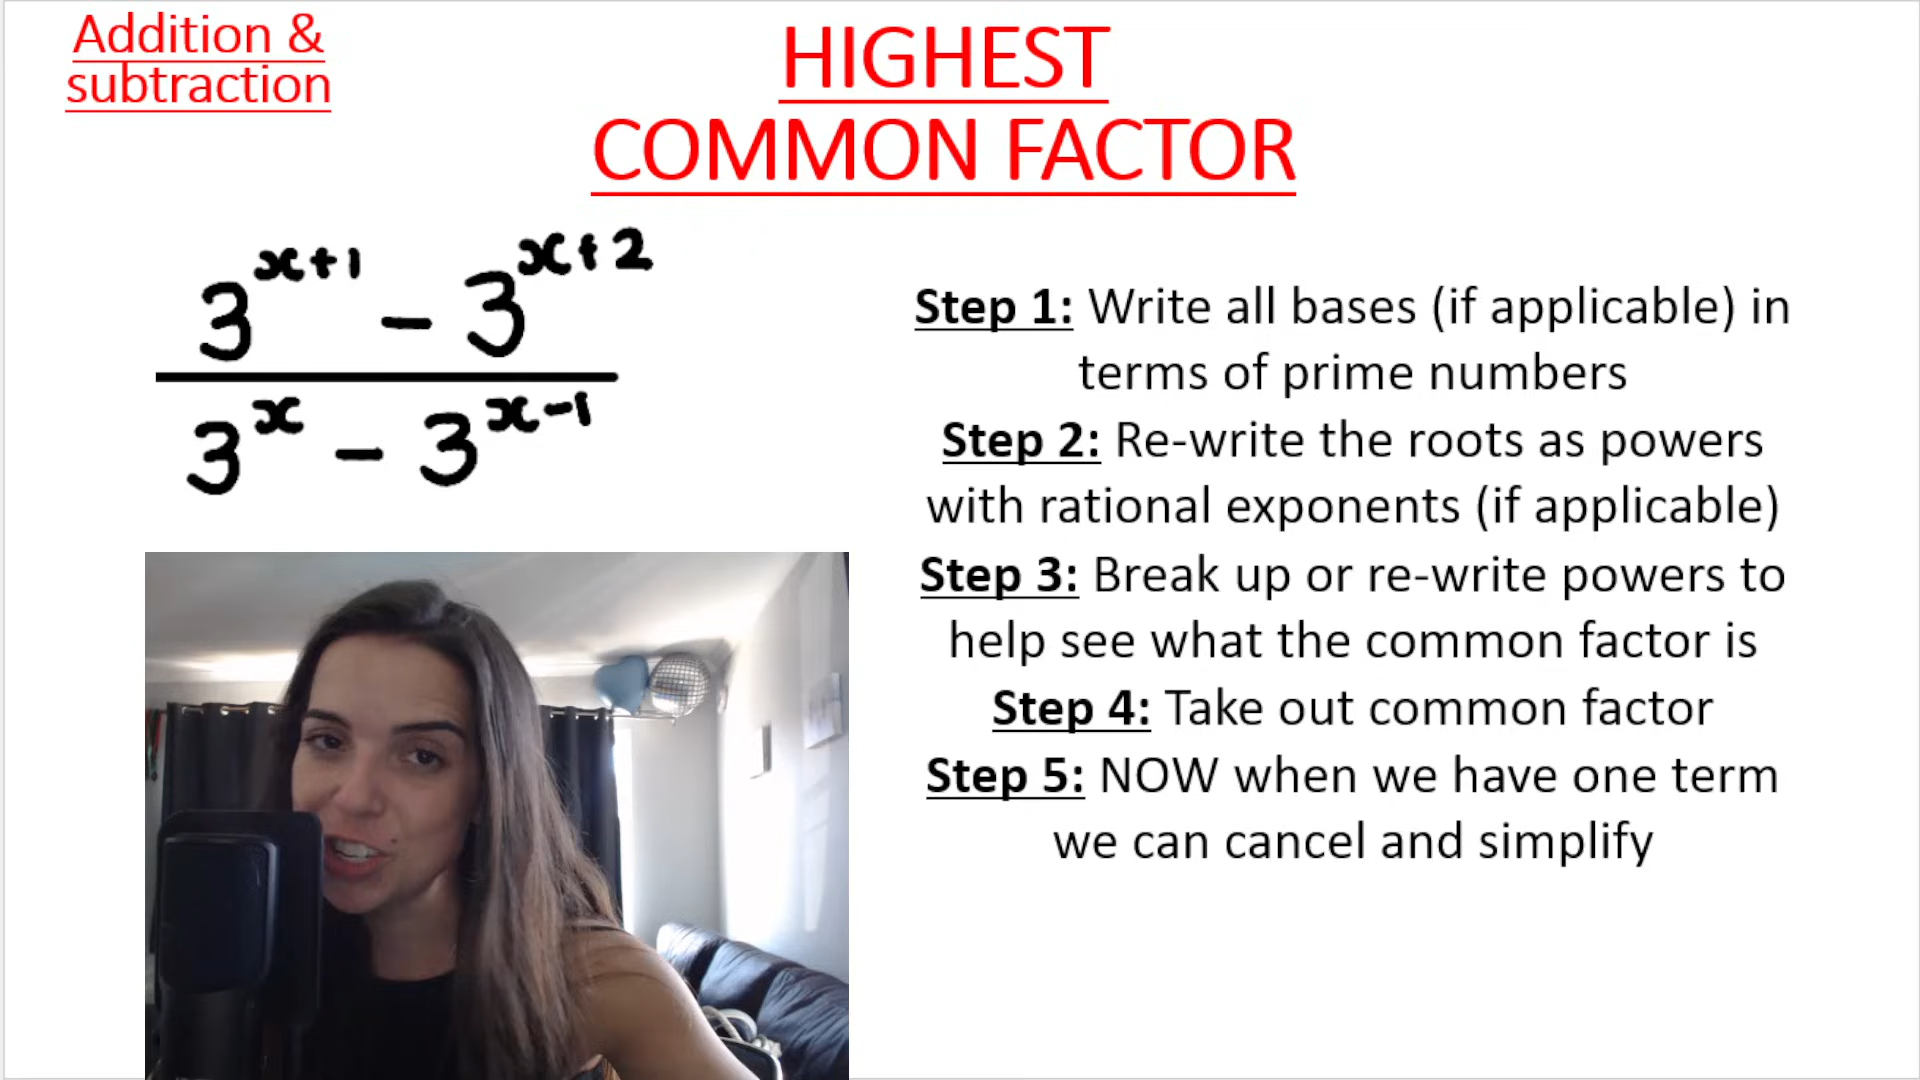 Addition &
subtraction
HIGHEST
COMMON FACTOR
3^{x+1} - 3^{x+2}
3^x - 3^{x-1}
Step 1: Write all bases (if applicable) in
terms of prime numbers
Step 2: Re-write the roots as powers
with rational exponents (if applicable)
Step 3: Break up or re-write powers to
help see what the common factor is
Step 4: Take out common factor
Step 5: NOW when we have one term
we can cancel and simplify